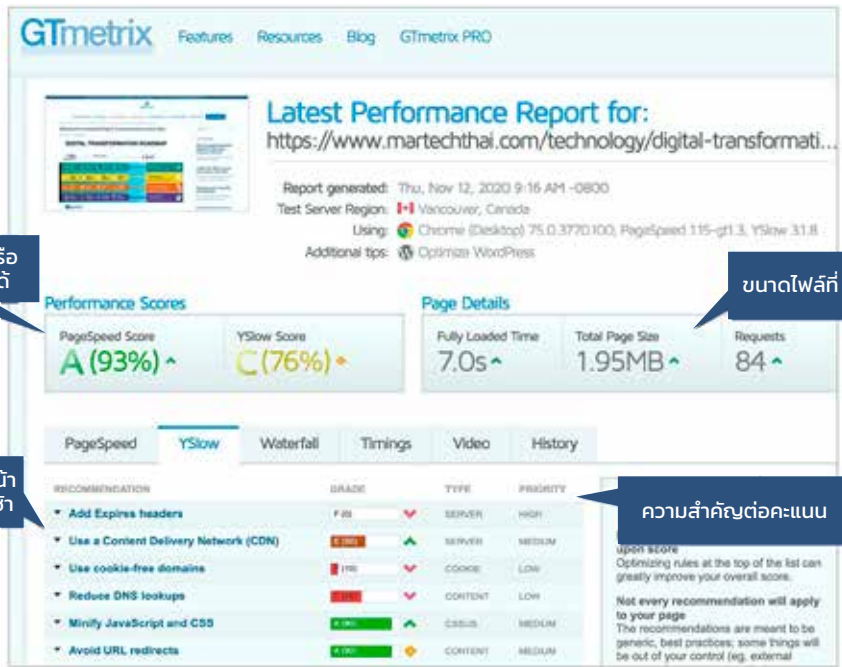 GTmetrix Features Resources Blog GTmetrix PRO
Latest Performance Report for:
https://www.martechthai.com/technology/digital-transformati...
DIGITAL TRANSFORMATION ROADMAP
Report generated: Thu, Nov 12, 2020 9:16 AM -0800
Test Server Region: Vancouver, Canada
Using: Chrome (Desktop) 75.0.3770.100, PageSpeed 1.15-gt1.3, YSlow 3.1.8
Additional tips: Optimize WordPress
ขนาดไฟล์ที่
Performance Scores
Page Details
PageSpeed Score YSlow Score
A (93%) C (76%)
Fully Loaded Time Total Page Size Requests
7.0s 1.95MB 84
PageSpeed YSlow Waterfall Timings Video History
RECOMMENDATION GRADE TYPE PRIORITY
ความสำคัญต่อคะแนน
Add Expires headers F (0) SERVER HIGH
Use a Content Delivery Network (CDN) SERVER MEDIUM
Use cookie-free domains COOKIE LOW
Reduce DNS lookups CONTENT LOW
Minify JavaScript and CSS CSS/JS MEDIUM
Avoid URL redirects CONTENT MEDIUM
upon score
Optimizing rules at the top of the list can
greatly improve your overall score.
Not every recommendation will apply
to your page
The recommendations are meant to be
generic, best practices; some things will
be out of your control (eg. external